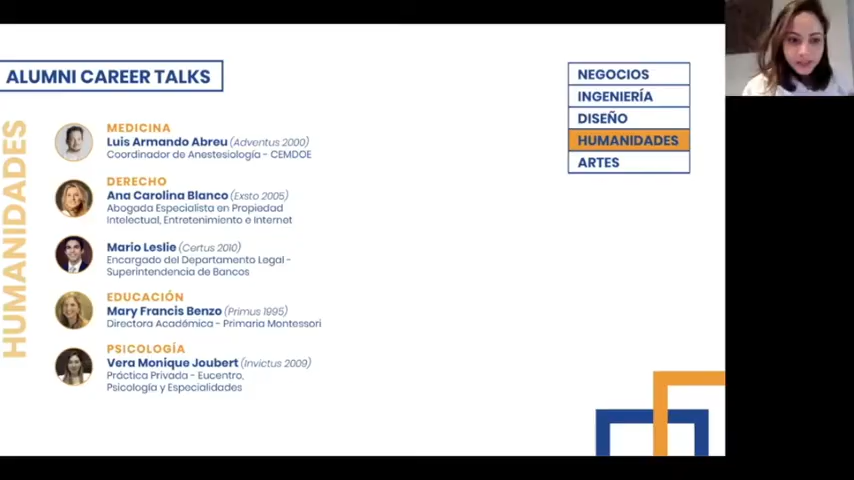 ALUMNI CAREER TALKS
NEGOCIOS
INGENIERÍA
DISEÑO
HUMANIDADES
ARTES
HUMANIDADES
MEDICINA
Luis Armando Abreu (Adventus 2000)
Coordinador de Anestesiología - CEMDOE
DERECHO
Ana Carolina Blanco (Exsto 2005)
Abogada Especialista en Propiedad
Intelectual, Entretenimiento e Internet
Mario Leslie (Certus 2010)
Encargado del Departamento Legal -
Superintendencia de Bancos
EDUCACIÓN
Mary Francis Benzo (Primus 1995)
Directora Académica - Primaria Montessori
PSICOLOGÍA
Vera Monique Joubert (Invictus 2009)
Práctica Privada - Eucentro,
Psicología y Especialidades